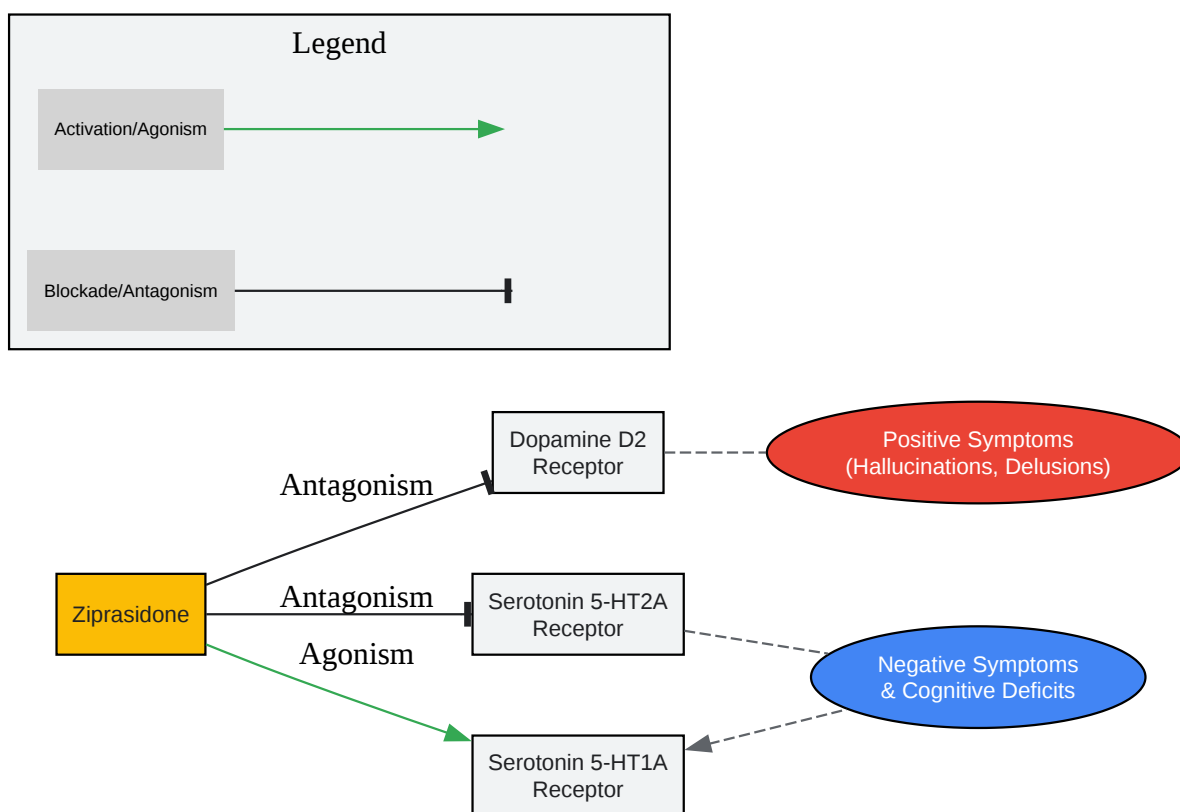 Legend
Activation/Agonism
Blockade/Antagonism
Dopamine D2
Receptor
Positive Symptoms
(Hallucinations, Delusions)
Antagonism
Ziprasidone
Antagonism
Serotonin 5-HT2A
Receptor
Agonism
Negative Symptoms
& Cognitive Deficits
Serotonin 5-HT1A
Receptor